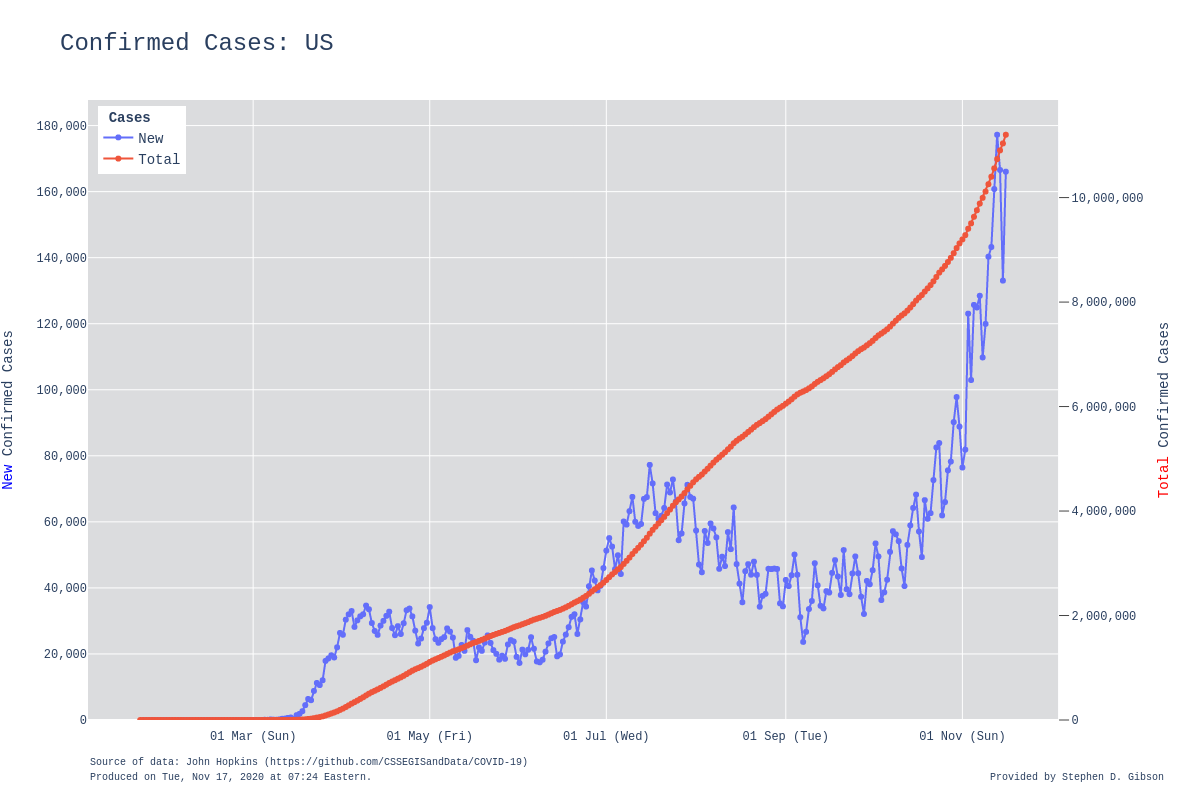 Confirmed Cases: US
Cases
New
Total
180,000
160,000
140,000
120,000
100,000
80,000
60,000
40,000
20,000
0
New Confirmed Cases
10,000,000
8,000,000
6,000,000
4,000,000
2,000,000
0
Total Confirmed Cases
01 Mar (Sun)
01 May (Fri)
01 Jul (Wed)
01 Sep (Tue)
01 Nov (Sun)
Source of data: John Hopkins (https://github.com/CSSEGISandData/COVID-19)
Produced on Tue, Nov 17, 2020 at 07:24 Eastern.
Provided by Stephen D. Gibson